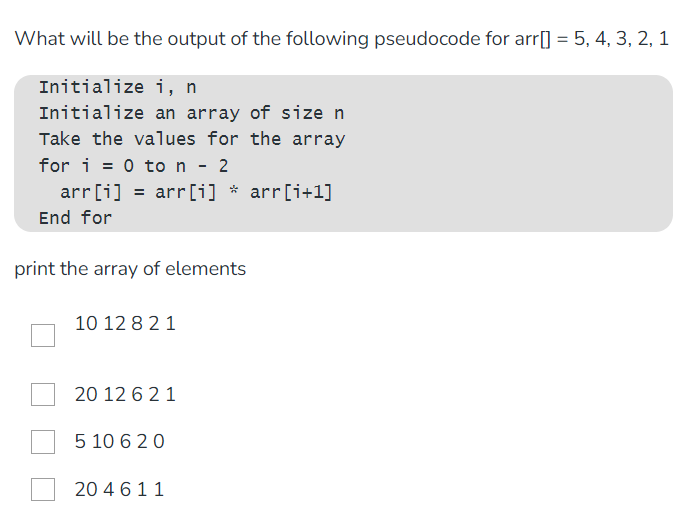 What will be the output of the following pseudocode for arr[] = 5, 4, 3, 2, 1
Initialize i, n
Initialize an array of size n
Take the values for the array
for i = 0 to n - 2
arr[i] = arr[i] * arr[i+1]
End for
print the array of elements
10 12 8 2 1
20 12 6 2 1
5 10 6 2 0
20 4 6 1 1